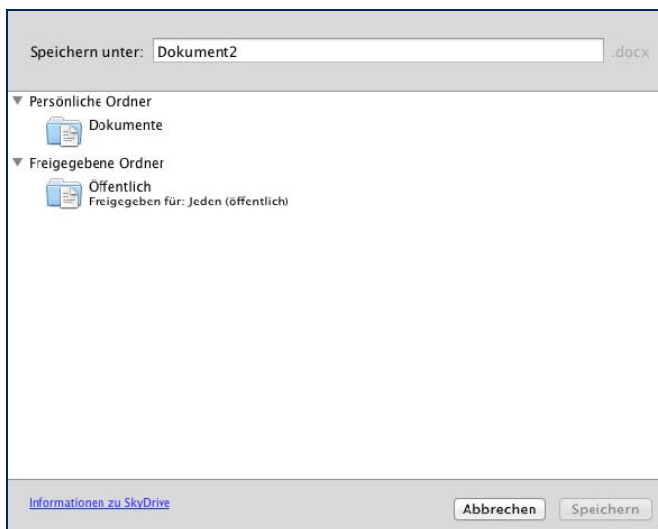 Speichern unter: Dokument2 .docx
Persönliche Ordner
Dokumente
Freigegebene Ordner
Öffentlich
Freigegeben für: Jeden (öffentlich)
Informationen zu SkyDrive
Abbrechen Speichern